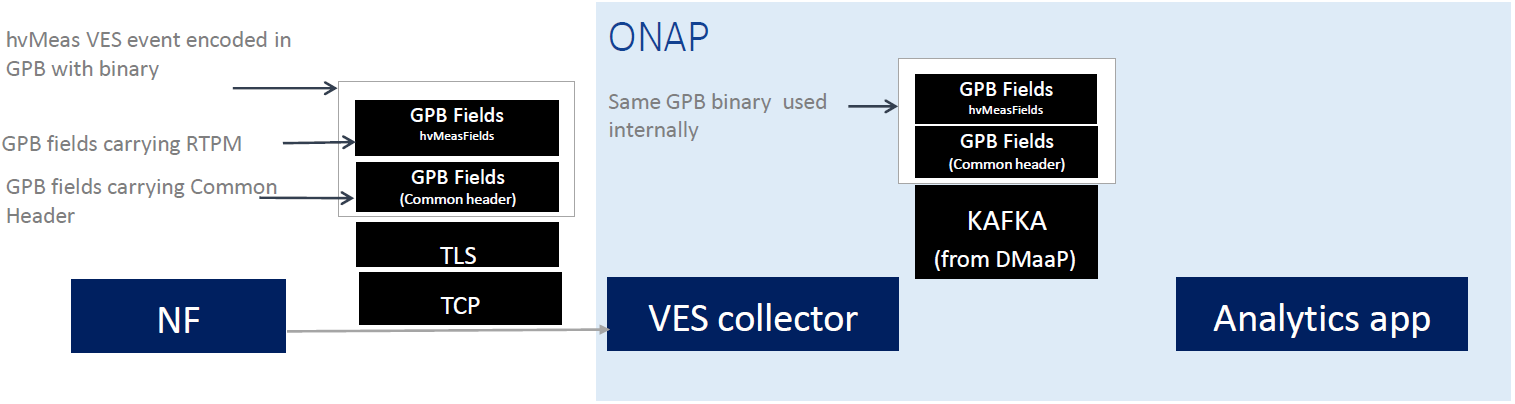 hvMeas VES event encoded in
GPB with binary
GPB fields carrying RTPM
GPB fields carrying Common
Header
GPB Fields
hvMeasFields
GPB Fields
(Common header)
TLS
TCP
NF
ONAP
Same GPB binary used
internally
GPB Fields
hvMeasFields
GPB Fields
(Common header)
KAFKA
(from DMaaP)
VES collector
Analytics app